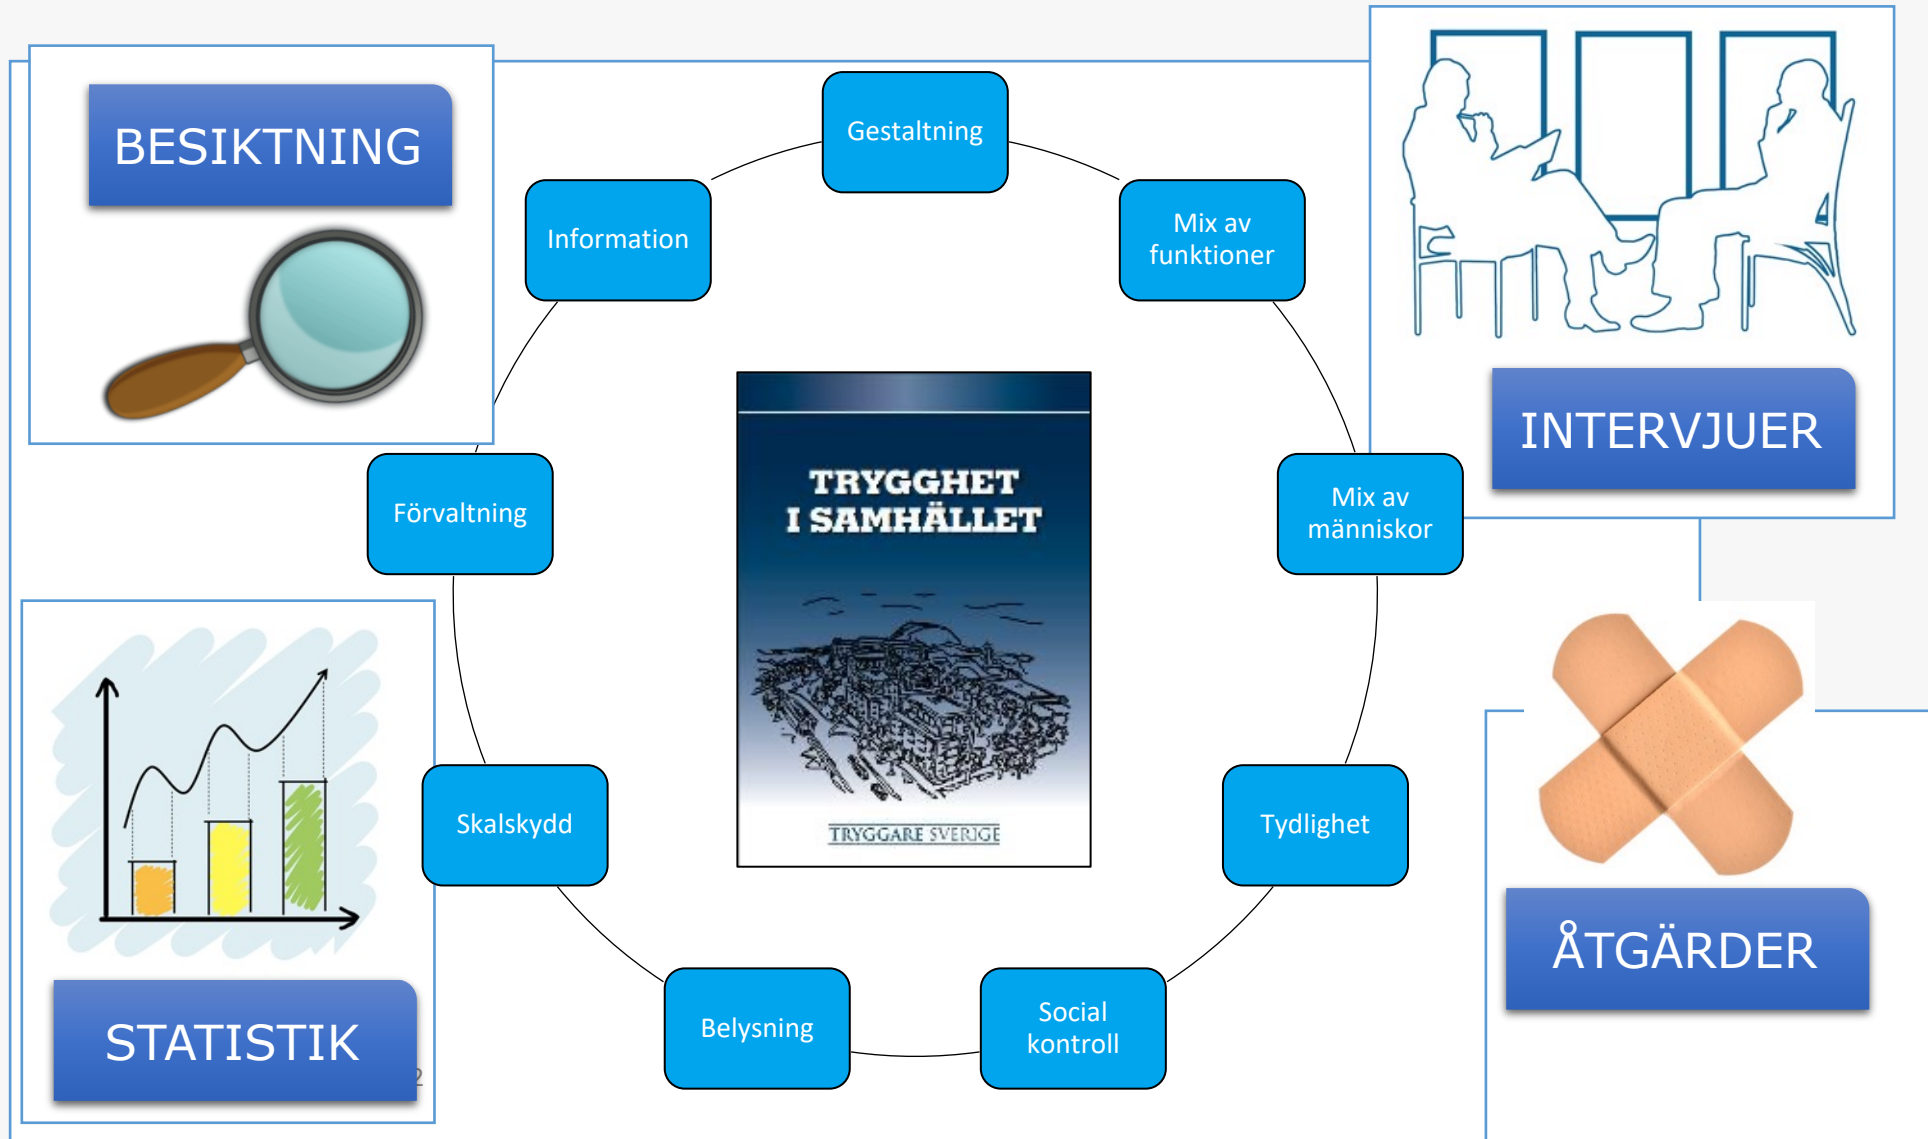 BESIKTNING
Gestaltning
Information
Mix av
funktioner
INTERVJUER
TRYGGHET
I SAMHÄLLET
Förvaltning
Mix av
människor
Skalskydd
Tydlighet
TRYGGARE SVERIGE
ÅTGÄRDER
Belysning
Social
kontroll
STATISTIK
2